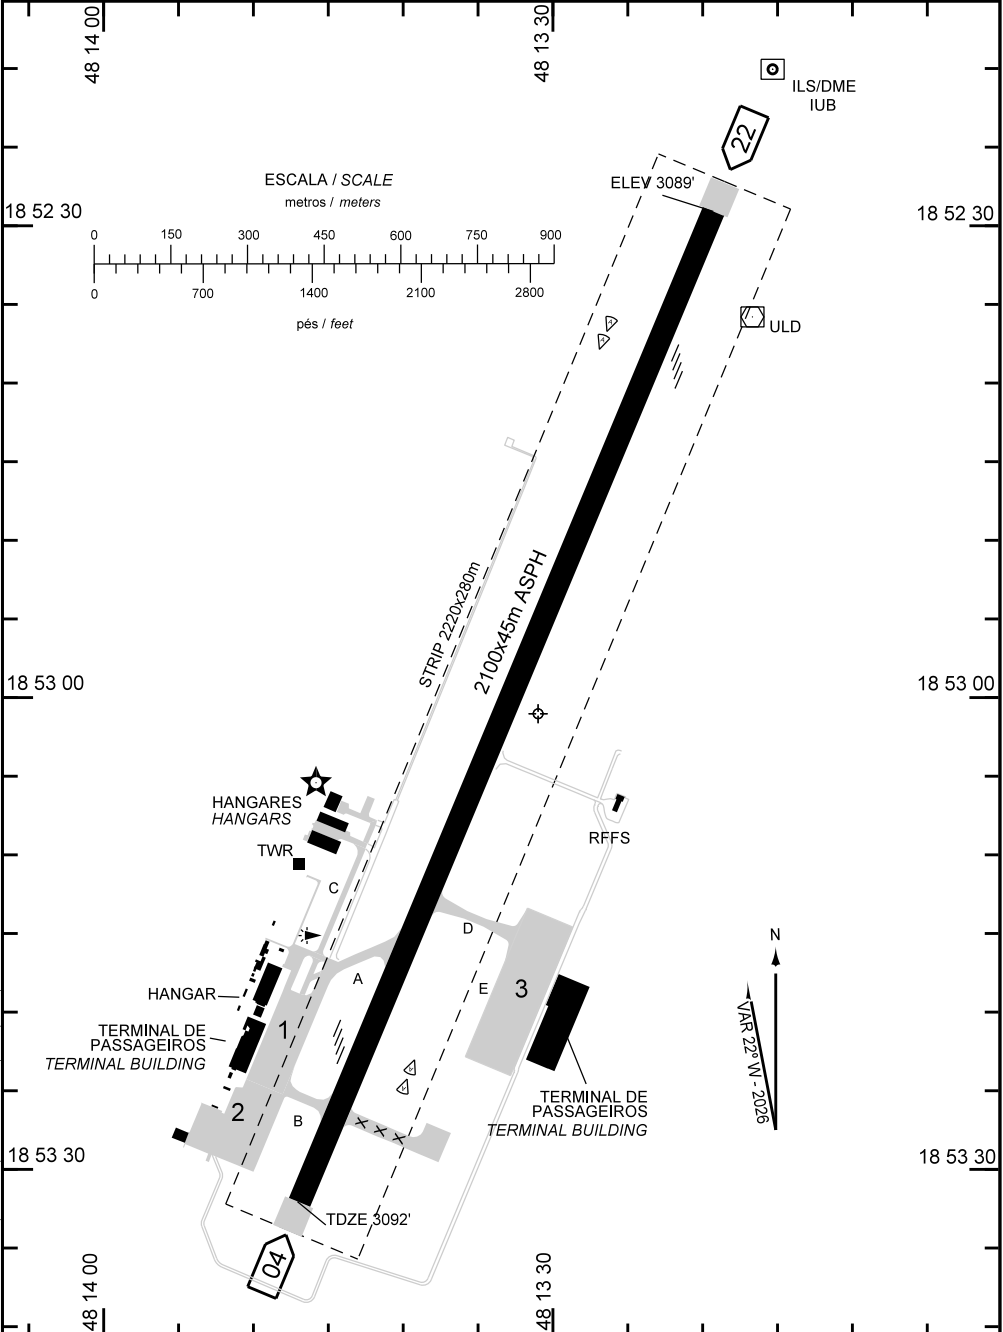 48 14 00
48 13 30
ILS/DME
IUB
22
ESCALA / SCALE
metros / meters
ELEV 3089'
18 52 30
18 52 30
0 150 300 450 600 750 900
0 700 1400 2100 2800
pés / feet
ULD
STRIP 2220x280m
2100x45m ASPH
18 53 00
18 53 00
HANGARES
HANGARS
TWR
RFFS
C
D
N
A
E
3
HANGAR
1
VAR 22° W - 2026
TERMINAL DE
PASSAGEIROS
TERMINAL BUILDING
TERMINAL DE
PASSAGEIROS
TERMINAL BUILDING
2
B
X X X
18 53 30
18 53 30
TDZE 3092'
04
48 14 00
48 13 30